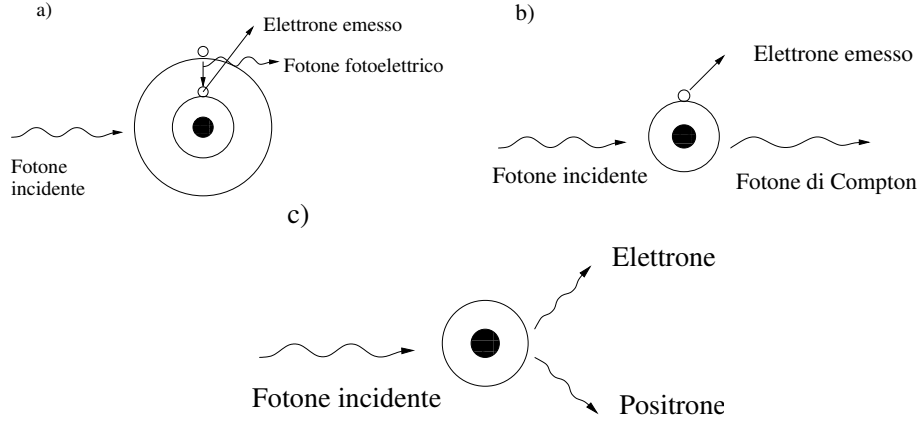 a)
Elettrone emesso
Fotone fotoelettrico
Fotone
incidente
b)
Elettrone emesso
Fotone incidente
Fotone di Compton
c)
Elettrone
Fotone incidente
Positrone